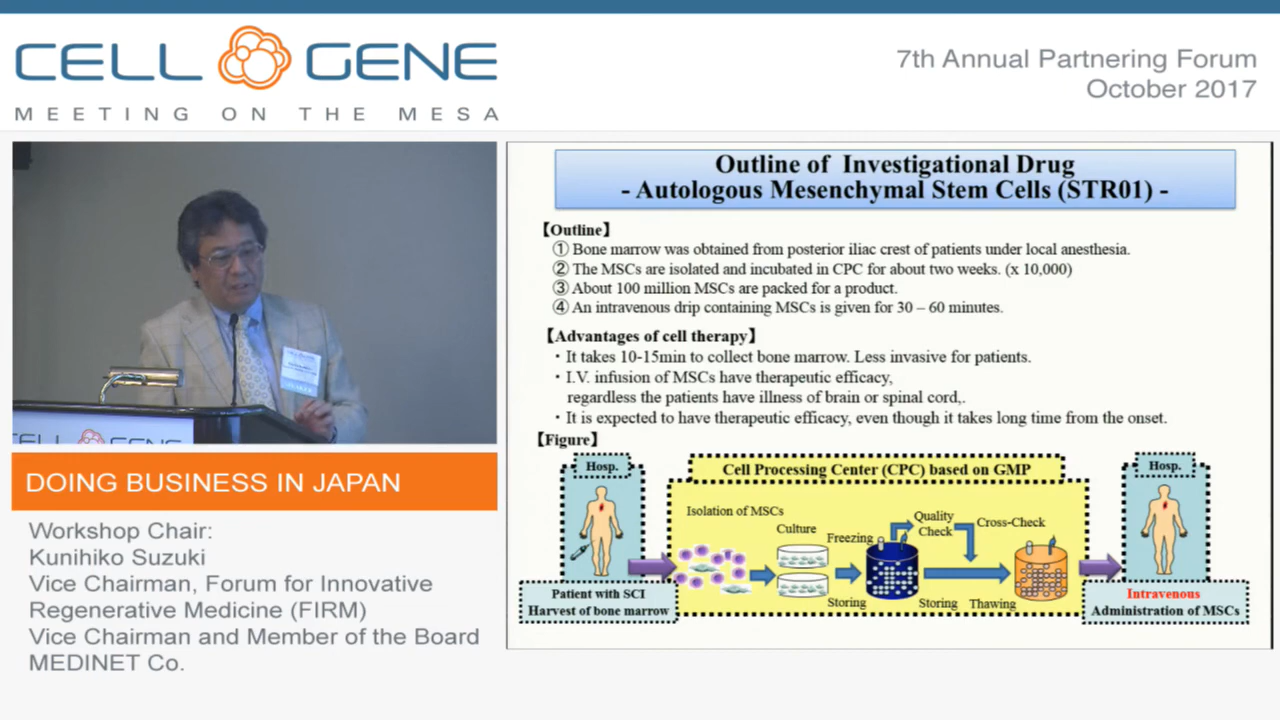 CELL GENE
MEETING ON THE MESA
7th Annual Partnering Forum
October 2017
CELL GENE
DOING BUSINESS IN JAPAN
Workshop Chair:
Kunihiko Suzuki
Vice Chairman, Forum for Innovative
Regenerative Medicine (FIRM)
Vice Chairman and Member of the Board
MEDINET Co.
Outline of Investigational Drug
- Autologous Mesenchymal Stem Cells (STR01) -
【Outline】
① Bone marrow was obtained from posterior iliac crest of patients under local anesthesia.
② The MSCs are isolated and incubated in CPC for about two weeks. (x 10,000)
③ About 100 million MSCs are packed for a product.
④ An intravenous drip containing MSCs is given for 30 – 60 minutes.
【Advantages of cell therapy】
・It takes 10-15min to collect bone marrow. Less invasive for patients.
・I.V. infusion of MSCs have therapeutic efficacy,
regardless the patients have illness of brain or spinal cord,.
・It is expected to have therapeutic efficacy, even though it takes long time from the onset.
【Figure】
Hosp.
Patient with SCI
Harvest of bone marrow
Cell Processing Center (CPC) based on GMP
Isolation of MSCs
Culture
Freezing
Storing
Quality
Check
Cross-Check
Storing
Thawing
Hosp.
Intravenous
Administration of MSCs